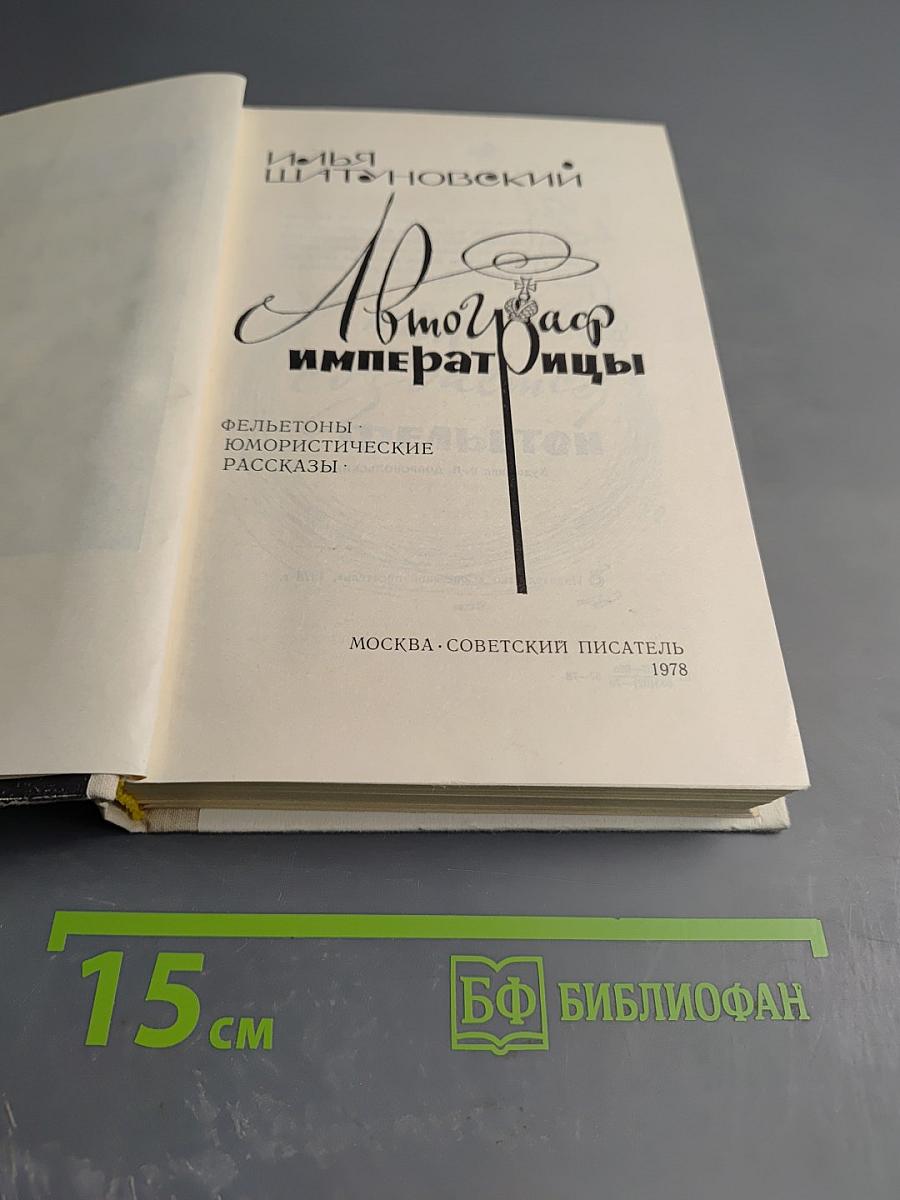 ИЛЬЯ
ШАТУНОВСКИЙ
Автограф
императрицы
ФЕЛЬЕТОНЫ·
ЮМОРИСТИЧЕСКИЕ
РАССКАЗЫ·
МОСКВА·СОВЕТСКИЙ ПИСАТЕЛЬ
1978
15 см
БФ БИБЛИОФАН